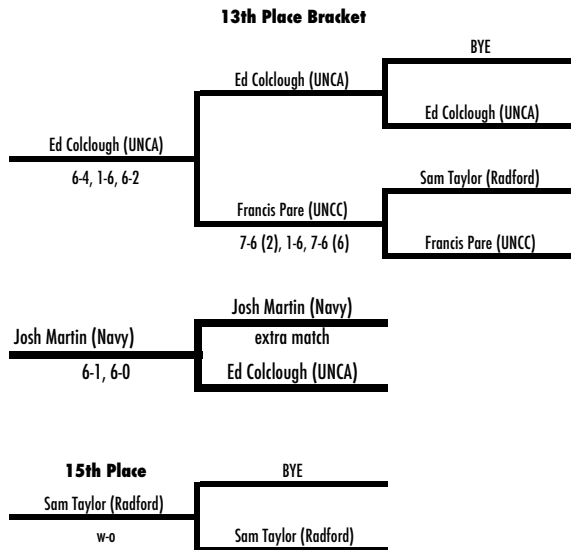 13th Place Bracket
BYE
Ed Colclough (UNCA)
Ed Colclough (UNCA)
Ed Colclough (UNCA)
6-4, 1-6, 6-2
Sam Taylor (Radford)
Francis Pare (UNCC)
7-6 (2), 1-6, 7-6 (6)
Francis Pare (UNCC)
Josh Martin (Navy)
Josh Martin (Navy)
extra match
6-1, 6-0
Ed Colclough (UNCA)
15th Place
BYE
Sam Taylor (Radford)
w-o
Sam Taylor (Radford)